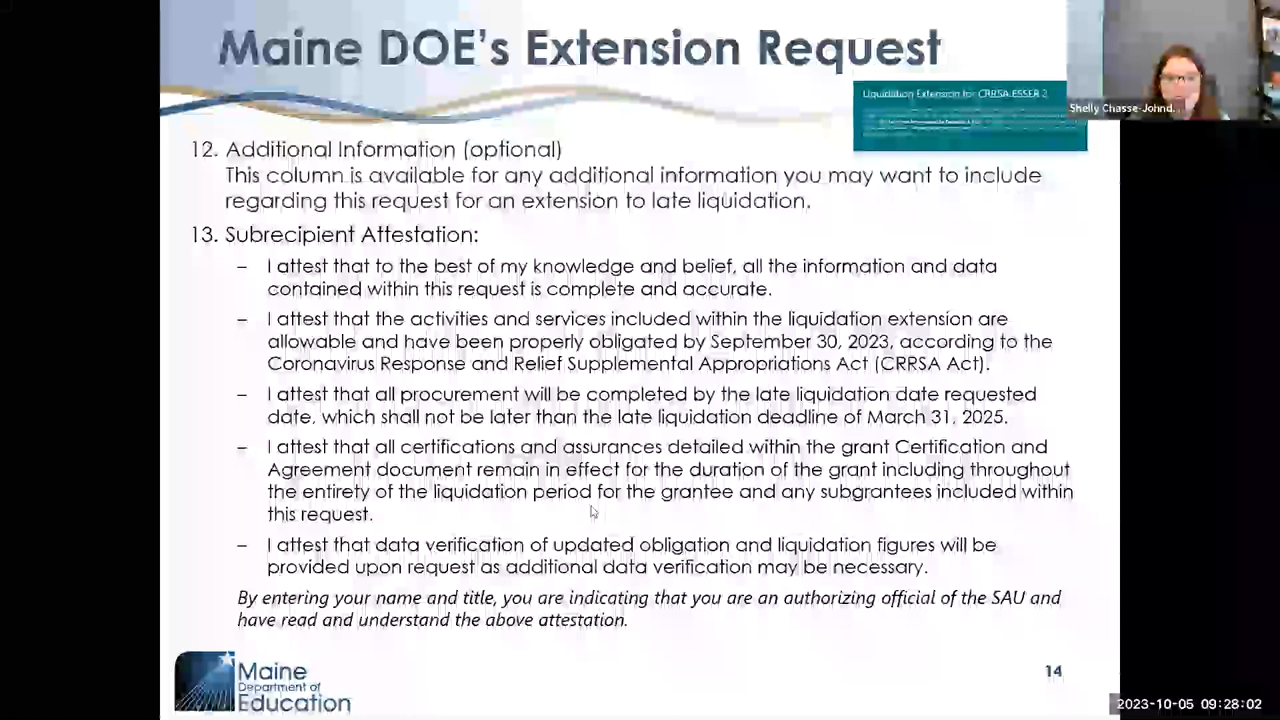 Maine DOE's Extension Request
Liquidation Extension for CRRSA ESSER 2
Shelly Chasse-Johnd...
12. Additional Information (optional)
This column is available for any additional information you may want to include
regarding this request for an extension to late liquidation.
13. Subrecipient Attestation:
– I attest that to the best of my knowledge and belief, all the information and data
contained within this request is complete and accurate.
– I attest that the activities and services included within the liquidation extension are
allowable and have been properly obligated by September 30, 2023, according to the
Coronavirus Response and Relief Supplemental Appropriations Act (CRRSA Act).
– I attest that all procurement will be completed by the late liquidation date requested
date, which shall not be later than the late liquidation deadline of March 31, 2025.
– I attest that all certifications and assurances detailed within the grant Certification and
Agreement document remain in effect for the duration of the grant including throughout
the entirety of the liquidation period for the grantee and any subgrantees included within
this request.
– I attest that data verification of updated obligation and liquidation figures will be
provided upon request as additional data verification may be necessary.
By entering your name and title, you are indicating that you are an authorizing official of the SAU and
have read and understand the above attestation.
Maine
Department of
Education
14
2023-10-05 09:28:02